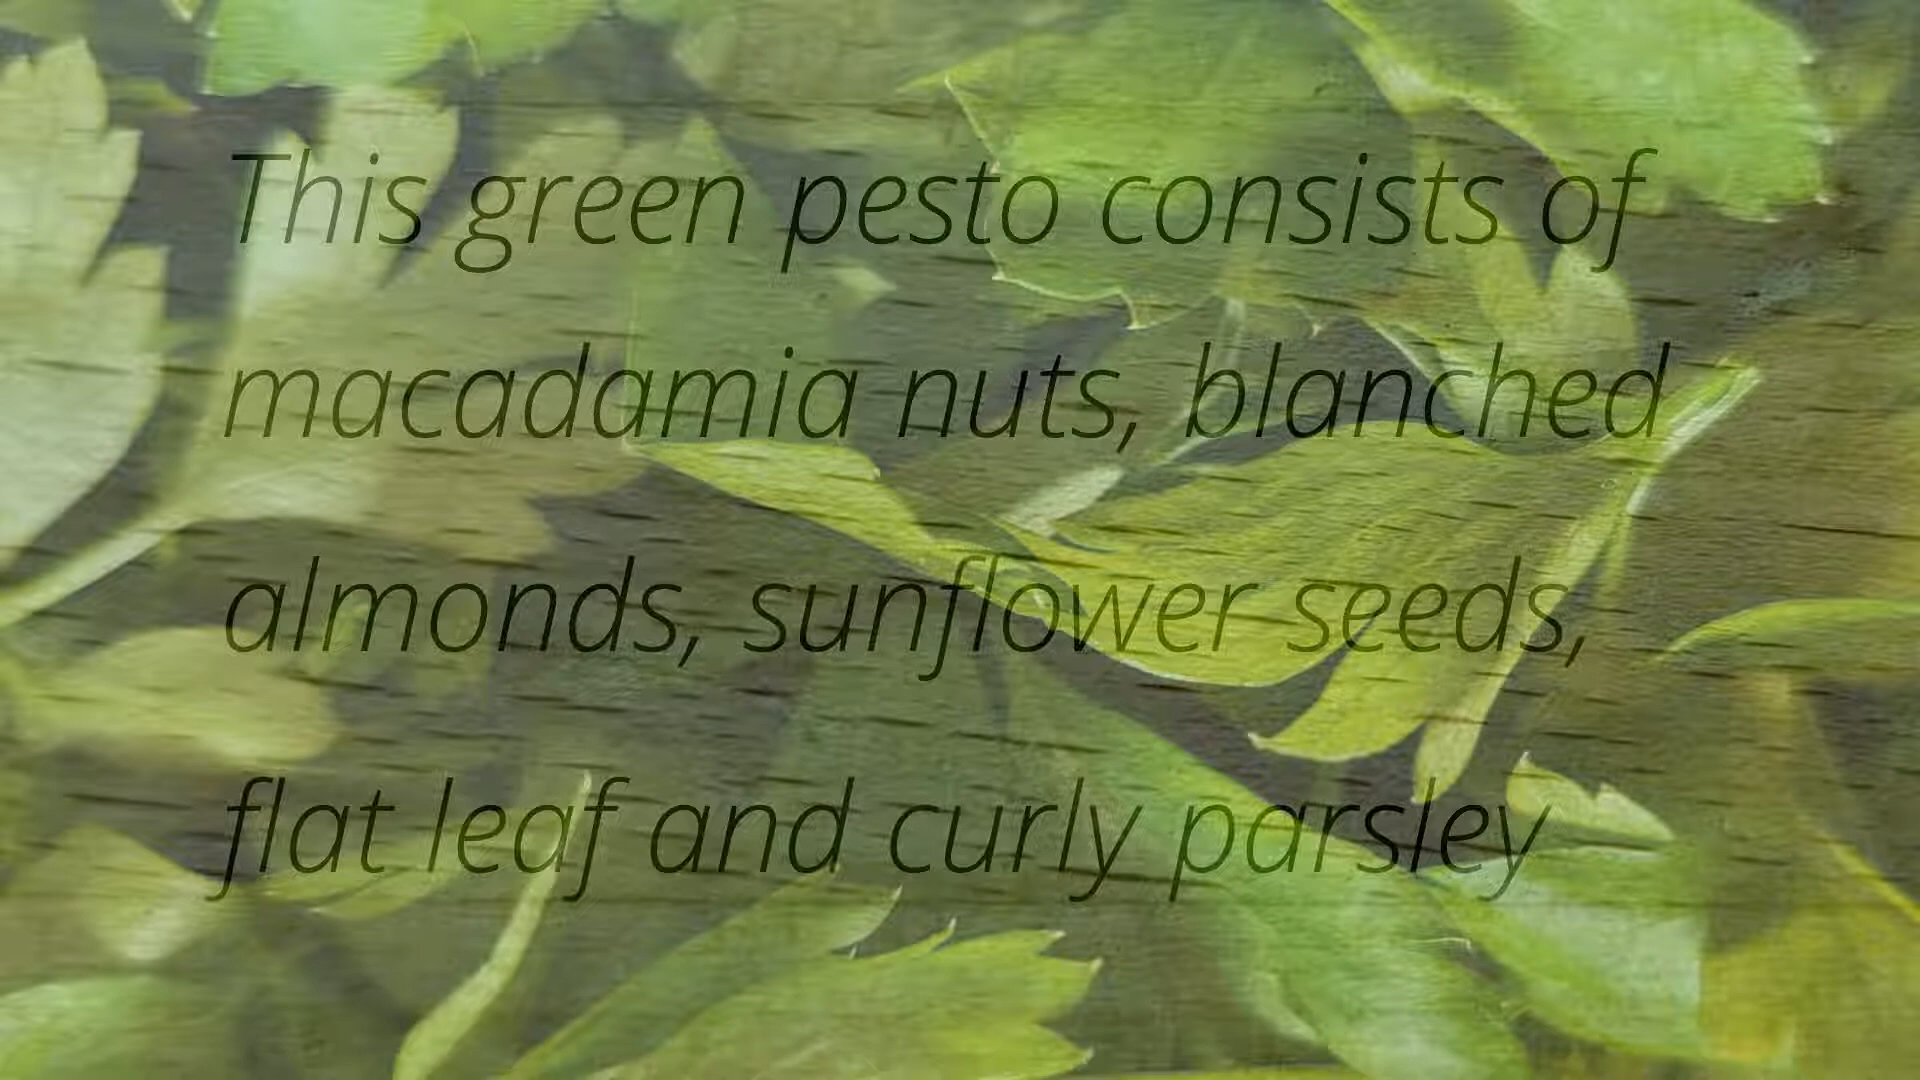 This green pesto consists of
macadamia nuts, blanched
almonds, sunflower seeds,
flat leaf and curly parsley